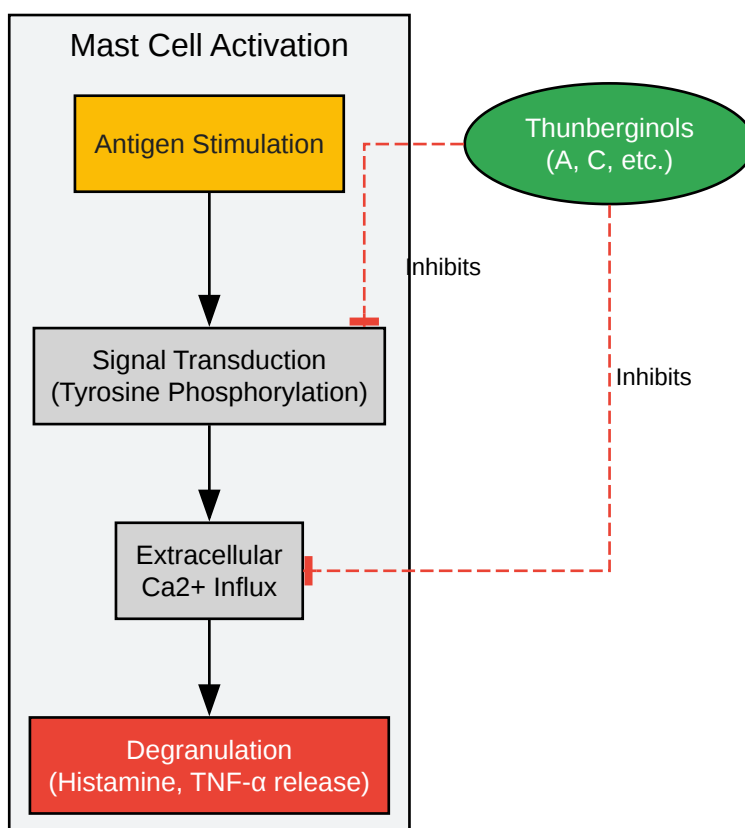 Mast Cell Activation
Antigen Stimulation
Thunberginols
(A, C, etc.)
Inhibits
Signal Transduction
(Tyrosine Phosphorylation)
Inhibits
Extracellular
Ca2+ Influx
Degranulation
(Histamine, TNF-α release)